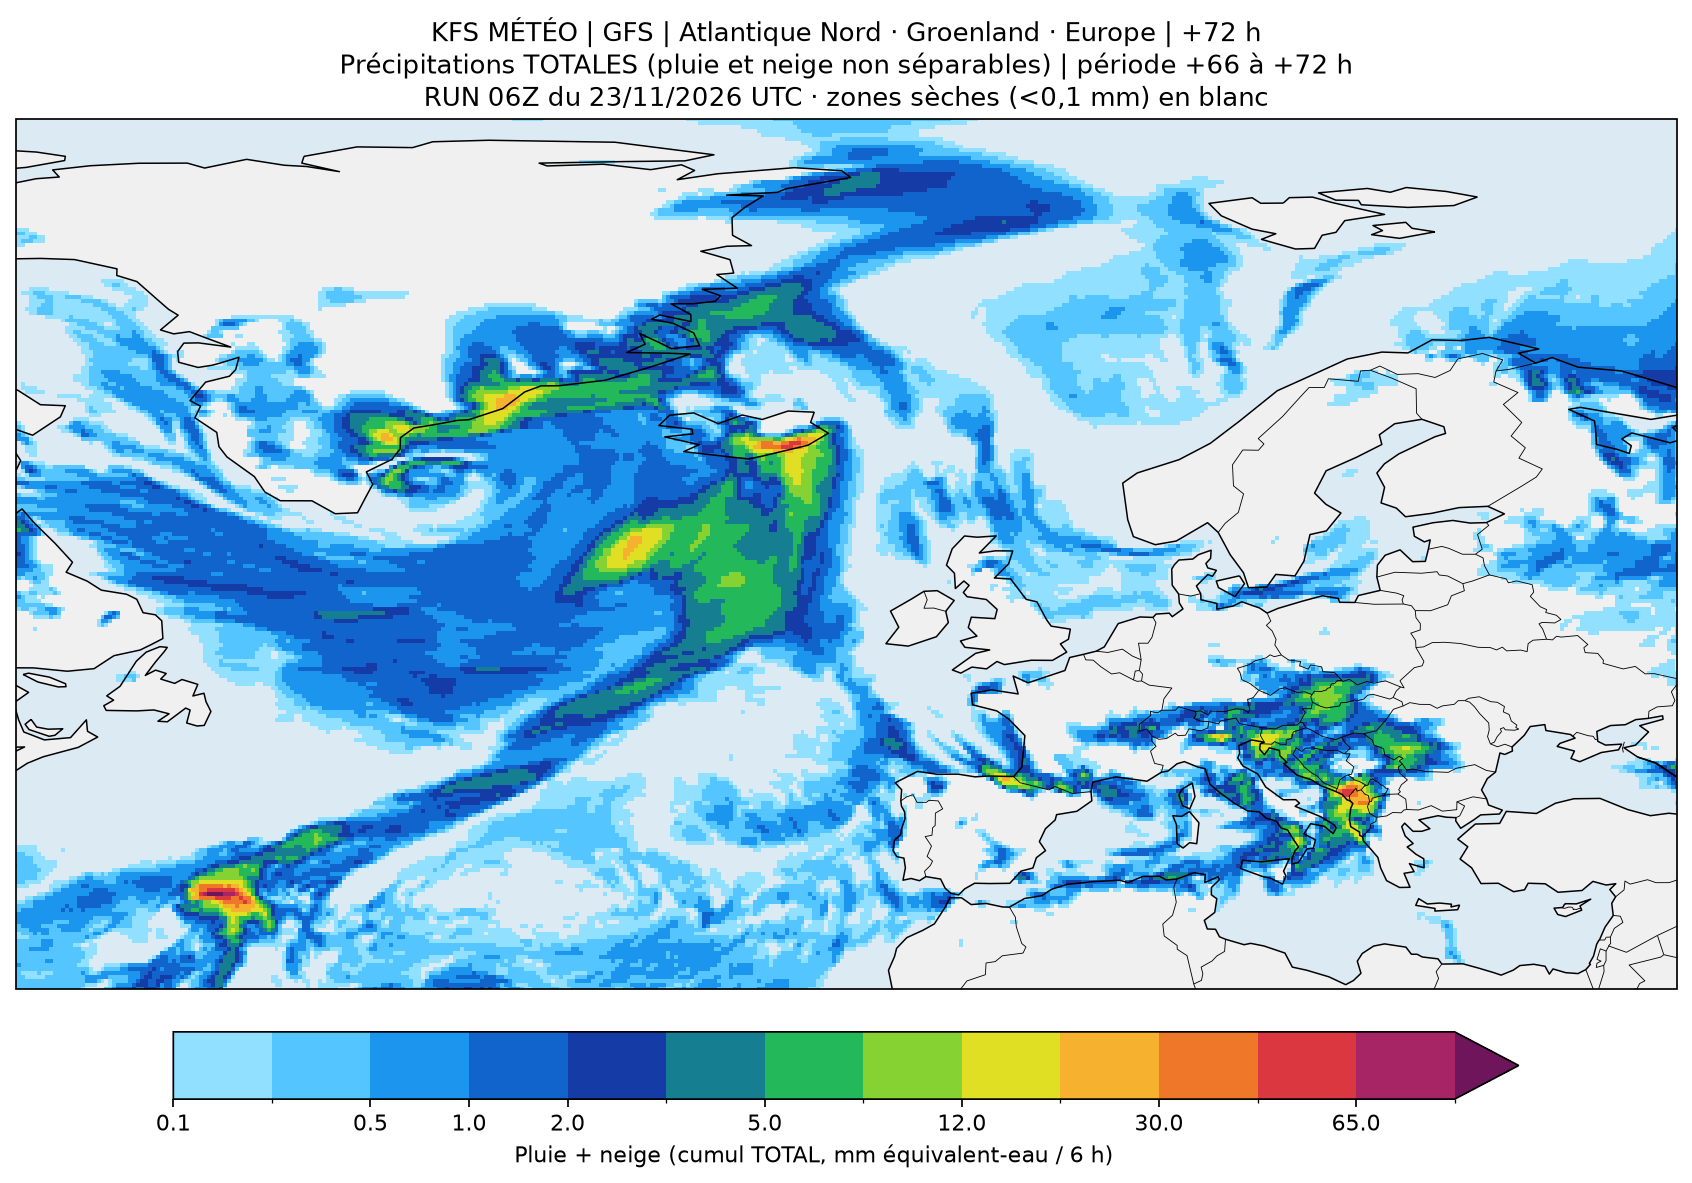 KFS MÉTÉO | GFS | Atlantique Nord · Groenland · Europe | +72 h
Précipitations TOTALES (pluie et neige non séparables) | période +66 à +72 h
RUN 06Z du 23/11/2026 UTC · zones sèches (<0,1 mm) en blanc
0.1 0.5 1.0 2.0 5.0 12.0 30.0 65.0
Pluie + neige (cumul TOTAL, mm équivalent-eau / 6 h)